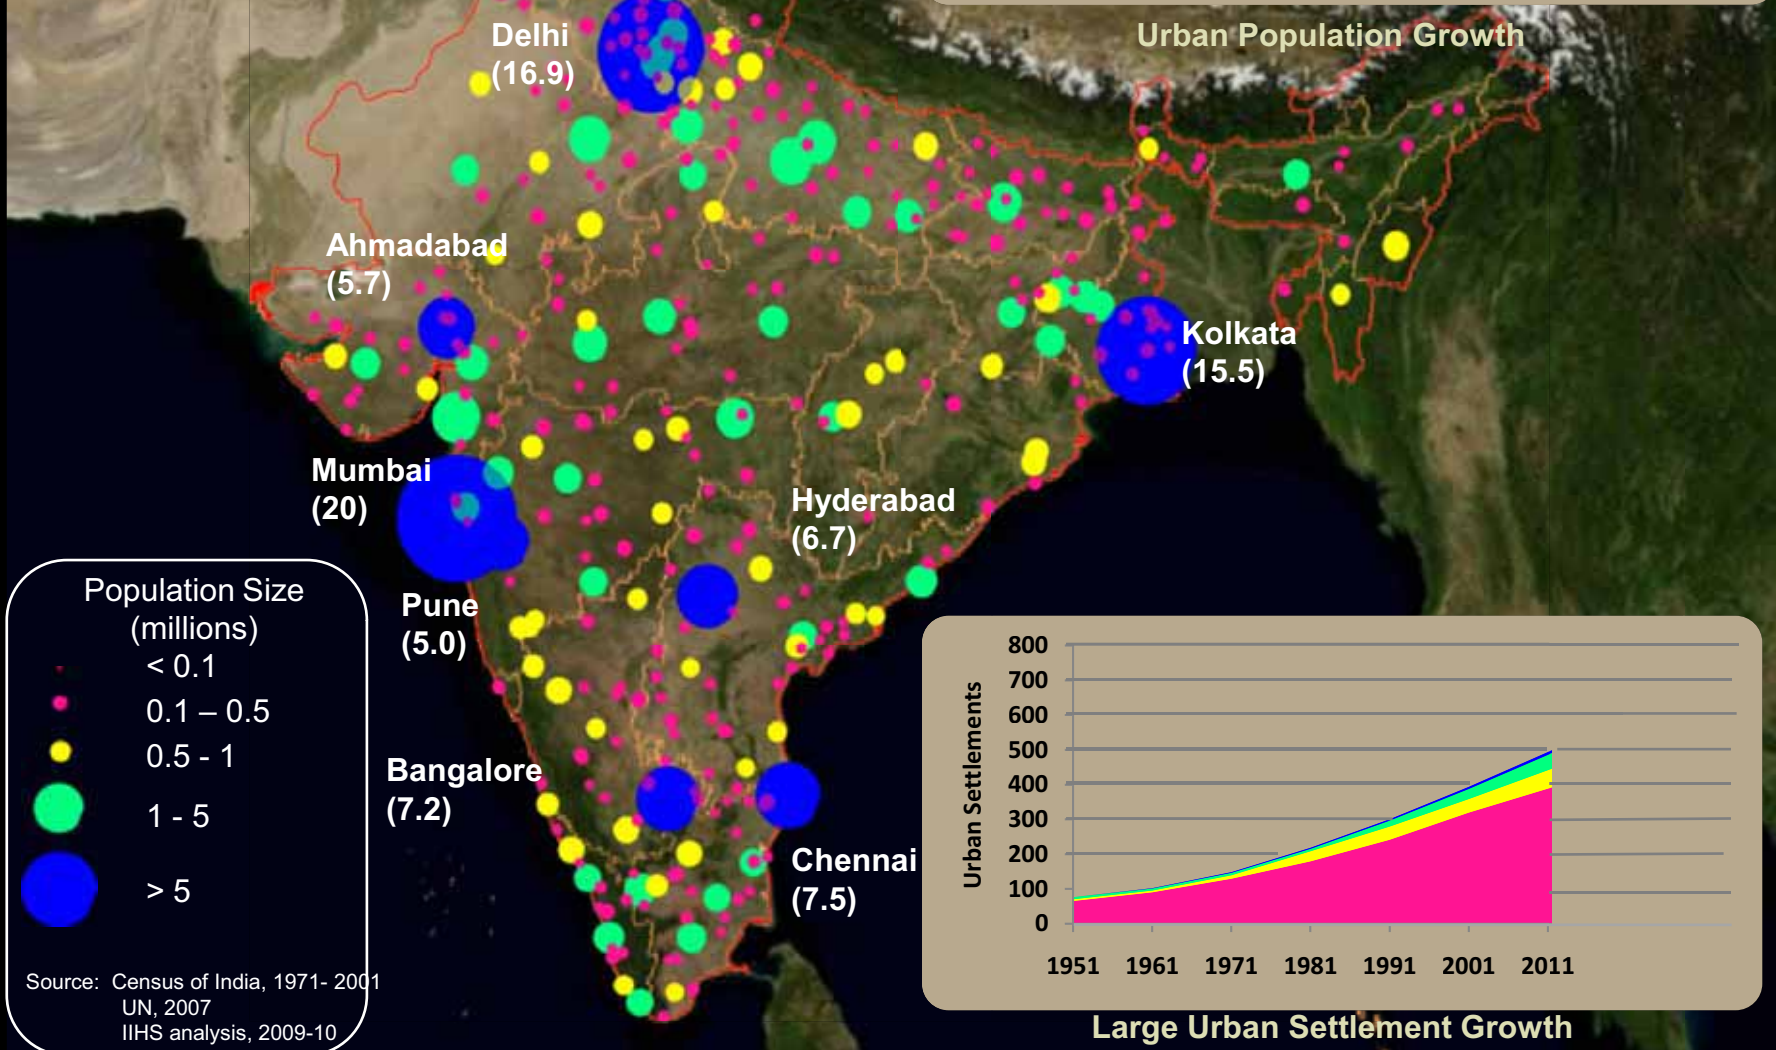 Urban Population Growth
Delhi
(16.9)
Ahmadabad
(5.7)
Kolkata
(15.5)
Mumbai
(20)
Hyderabad
(6.7)
Pune
(5.0)
Bangalore
(7.2)
Chennai
(7.5)
Population Size
(millions)
< 0.1
0.1 – 0.5
0.5 - 1
1 - 5
> 5
Source: Census of India, 1971- 2001
UN, 2007
IIHS analysis, 2009-10
Urban Settlements
800
700
600
500
400
300
200
100
0
1951 1961 1971 1981 1991 2001 2011
Large Urban Settlement Growth